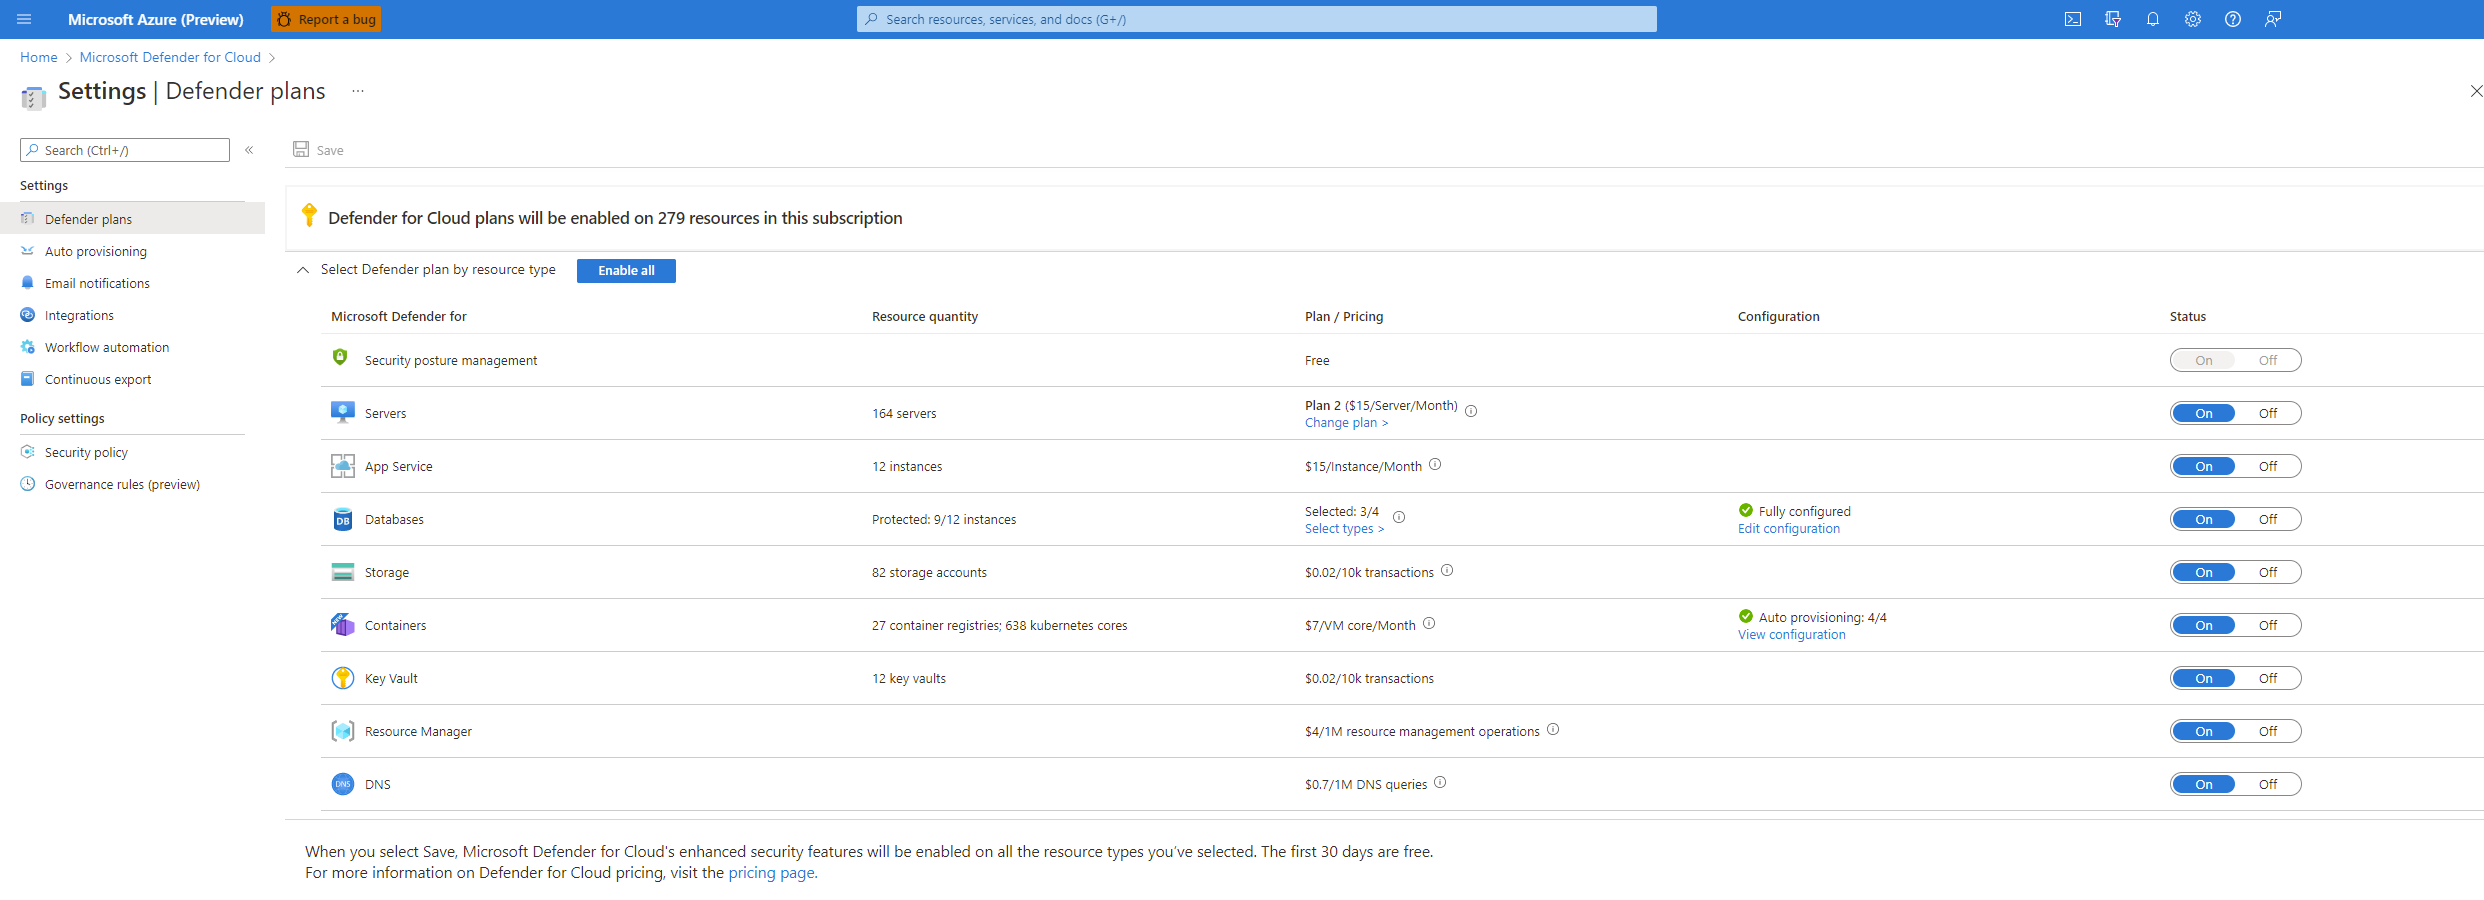 Microsoft Azure (Preview)
Report a bug
Search resources, services, and docs (G+/)
Home > Microsoft Defender for Cloud >
Settings | Defender plans ...
Search (Ctrl+/)
«
Save
Settings
Defender plans
Auto provisioning
Email notifications
Integrations
Workflow automation
Continuous export
Policy settings
Security policy
Governance rules (preview)
Defender for Cloud plans will be enabled on 279 resources in this subscription
Select Defender plan by resource type Enable all
Microsoft Defender for Resource quantity Plan / Pricing Configuration Status
Security posture management Free On Off
Servers 164 servers Plan 2 ($15/Server/Month) On Off
Change plan >
App Service 12 instances $15/Instance/Month On Off
DB Databases Protected: 9/12 instances Selected: 3/4 Fully configured On Off
Select types > Edit configuration
Storage 82 storage accounts $0.02/10k transactions On Off
NEW Containers 27 container registries; 638 kubernetes cores $7/VM core/Month Auto provisioning: 4/4 On Off
View configuration
Key Vault 12 key vaults $0.02/10k transactions On Off
Resource Manager $4/1M resource management operations On Off
DNS DNS $0.7/1M DNS queries On Off
When you select Save, Microsoft Defender for Cloud's enhanced security features will be enabled on all the resource types you've selected. The first 30 days are free.
For more information on Defender for Cloud pricing, visit the pricing page.